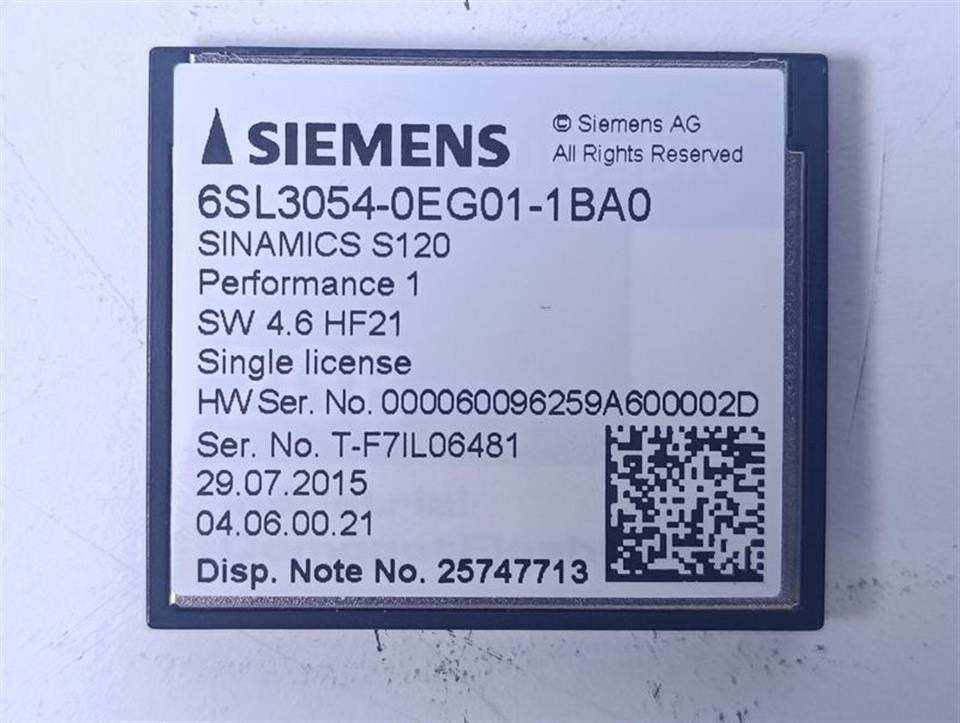 SIEMENS
© Siemens AG
All Rights Reserved
6SL3054-0EG01-1BA0
SINAMICS S120
Performance 1
SW 4.6 HF21
Single license
HW Ser. No. 000060096259A600002D
Ser. No. T-F7IL06481
29.07.2015
04.06.00.21
Disp. Note No. 25747713